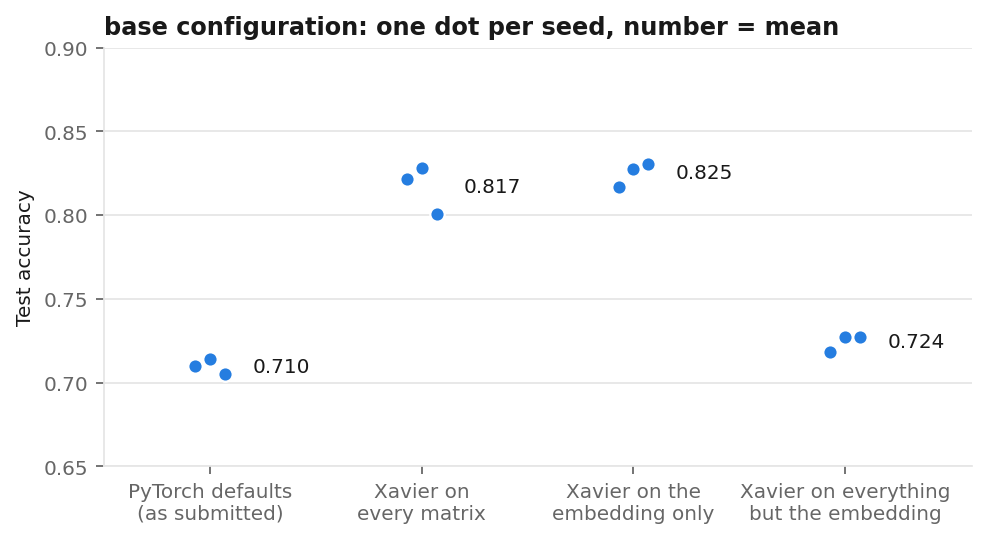 base configuration: one dot per seed, number = mean
0.90
0.85
0.80
0.75
0.70
0.65
Test accuracy
0.710
0.817
0.825
0.724
PyTorch defaults
(as submitted)
Xavier on
every matrix
Xavier on the
embedding only
Xavier on everything
but the embedding